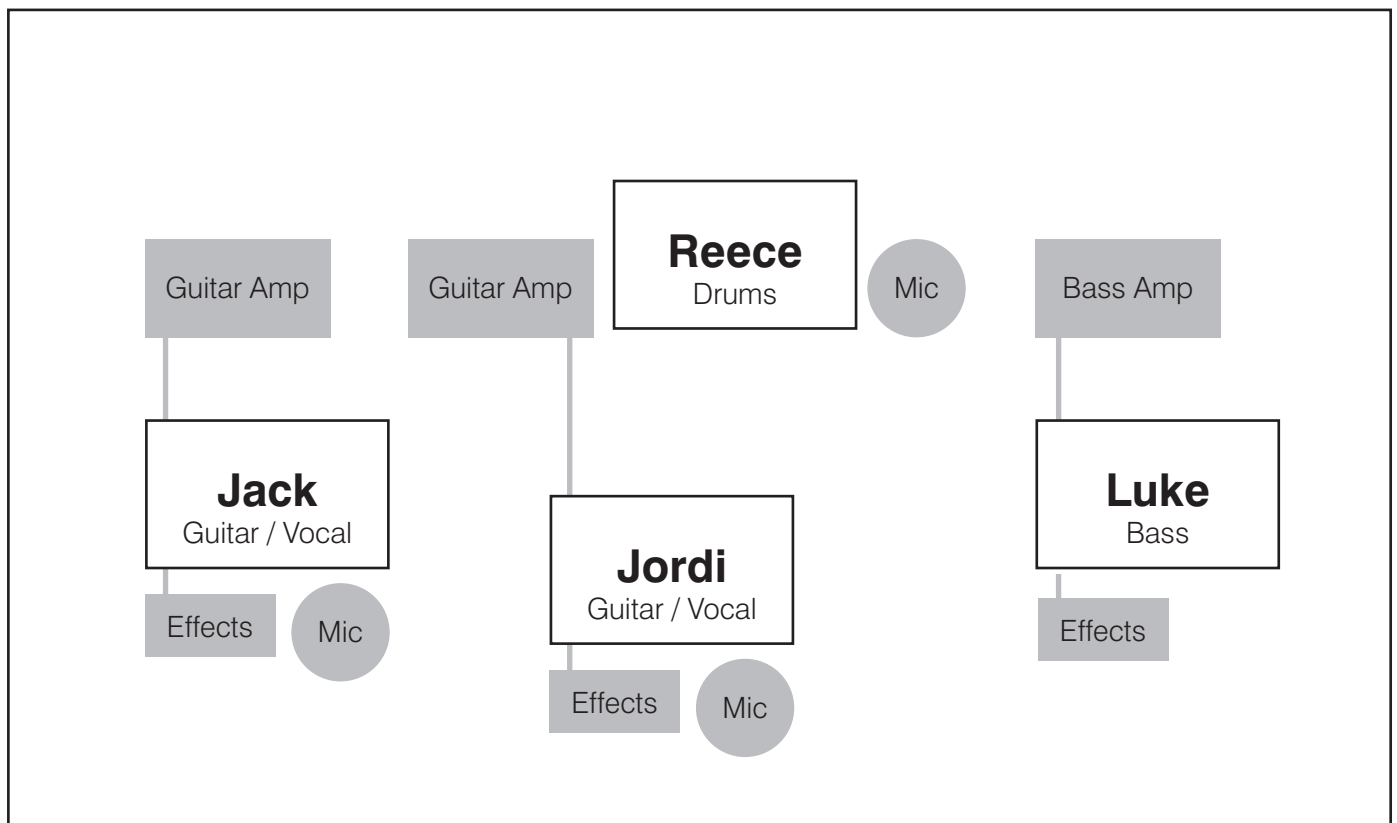 Reece
Drums
Guitar Amp
Guitar Amp
Mic
Bass Amp
Jack
Guitar / Vocal
Luke
Bass
Jordi
Guitar / Vocal
Effects
Mic
Effects
Effects
Mic